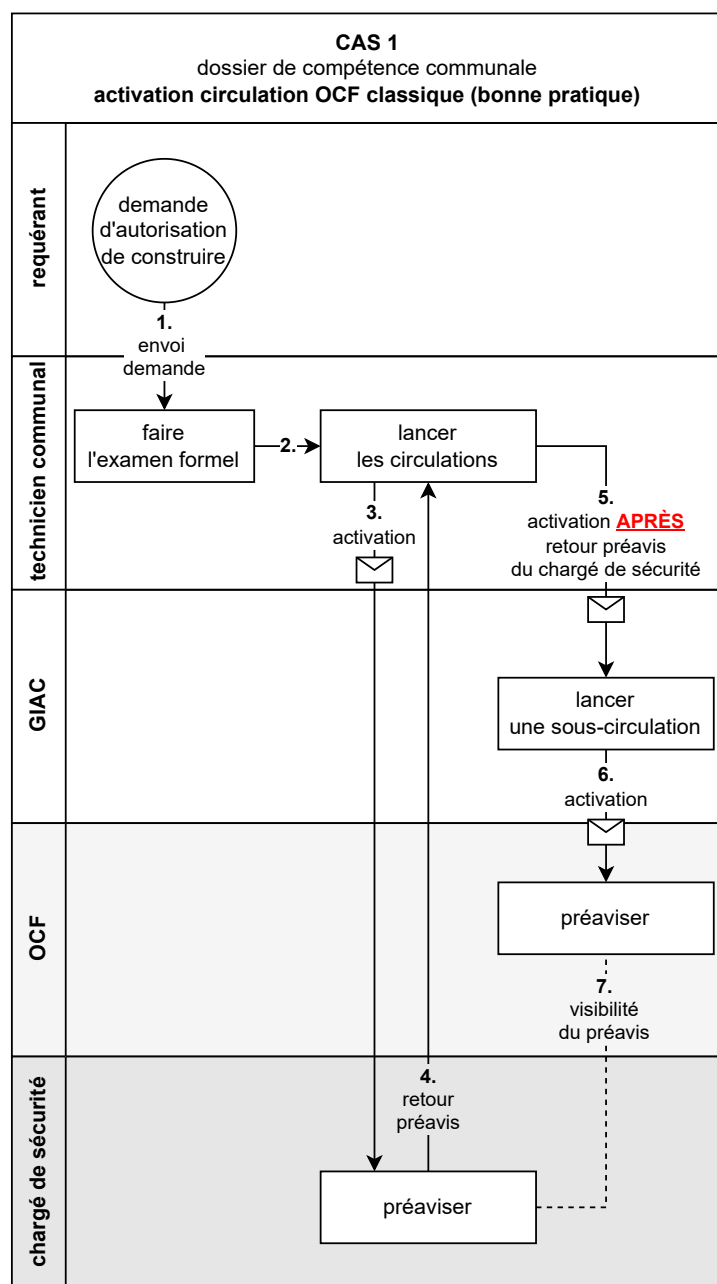 CAS 1
dossier de compétence communale
activation circulation OCF classique (bonne pratique)
requérant
demande
d'autorisation
de construire
1.
envoi
demande
technicien communal
faire
l'examen formel
2.
lancer
les circulations
3.
activation
5.
activation APRÈS
retour préavis
du chargé de sécurité
GIAC
lancer
une sous-circulation
6.
activation
OCF
préaviser
7.
visibilité
du préavis
chargé de sécurité
4.
retour
préavis
préaviser